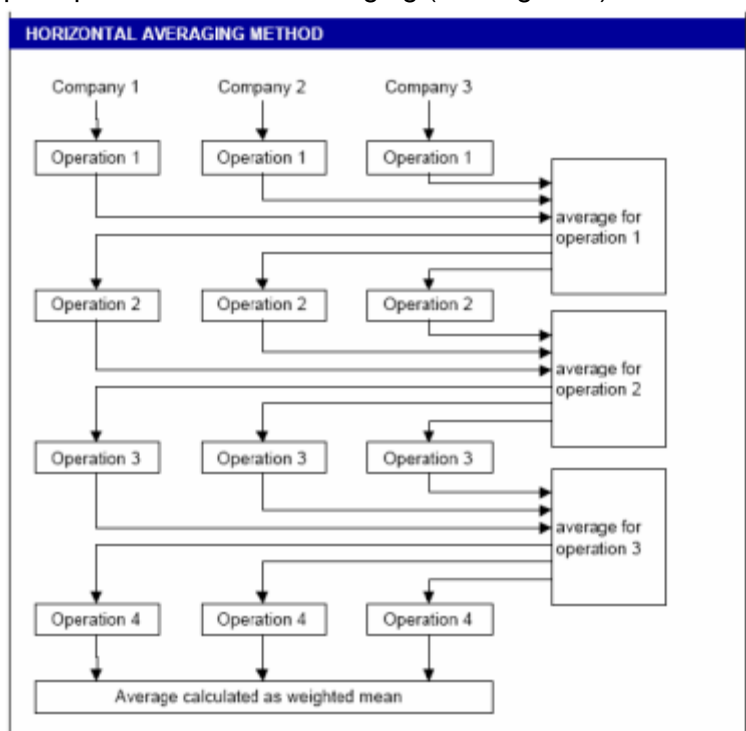 HORIZONTAL AVERAGING METHOD
Company 1 Company 2 Company 3
Operation 1 Operation 1 Operation 1
average for
operation 1
Operation 2 Operation 2 Operation 2
average for
operation 2
Operation 3 Operation 3 Operation 3
average for
operation 3
Operation 4 Operation 4 Operation 4
Average calculated as weighted mean